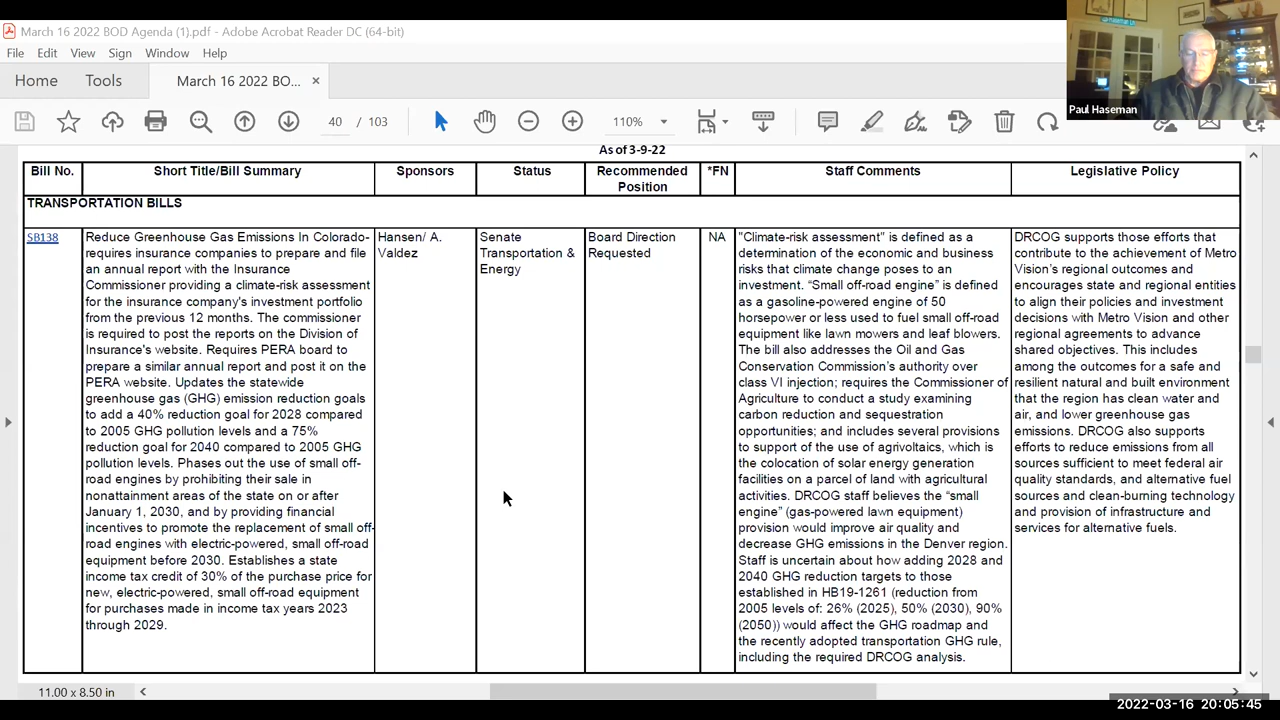 March 16 2022 BOD Agenda (1).pdf - Adobe Acrobat Reader DC (64-bit)
File Edit View Sign Window Help
Home Tools March 16 2022 BO... ×
40 / 103 110%
Paul Haseman
As of 3-9-22
Bill No. Short Title/Bill Summary Sponsors Status Recommended Position *FN Staff Comments Legislative Policy
TRANSPORTATION BILLS
SB138
Reduce Greenhouse Gas Emissions In Colorado-
requires insurance companies to prepare and file
an annual report with the Insurance
Commissioner providing a climate-risk assessment
for the insurance company's investment portfolio
from the previous 12 months. The commissioner
is required to post the reports on the Division of
Insurance's website. Requires PERA board to
prepare a similar annual report and post it on the
PERA website. Updates the statewide
greenhouse gas (GHG) emission reduction goals
to add a 40% reduction goal for 2028 compared
to 2005 GHG pollution levels and a 75%
reduction goal for 2040 compared to 2005 GHG
pollution levels. Phases out the use of small off-
road engines by prohibiting their sale in
nonattainment areas of the state on or after
January 1, 2030, and by providing financial
incentives to promote the replacement of small off-
road engines with electric-powered, small off-road
equipment before 2030. Establishes a state
income tax credit of 30% of the purchase price for
new, electric-powered, small off-road equipment
for purchases made in income tax years 2023
through 2029.
Hansen/ A.
Valdez
Senate
Transportation &
Energy
Board Direction
Requested
NA
"Climate-risk assessment" is defined as a
determination of the economic and business
risks that climate change poses to an
investment. “Small off-road engine” is defined
as a gasoline-powered engine of 50
horsepower or less used to fuel small off-road
equipment like lawn mowers and leaf blowers.
The bill also addresses the Oil and Gas
Conservation Commission's authority over
class VI injection; requires the Commissioner of
Agriculture to conduct a study examining
carbon reduction and sequestration
opportunities; and includes several provisions
to support of the use of agrivoltaics, which is
the colocation of solar energy generation
facilities on a parcel of land with agricultural
activities. DRCOG staff believes the “small
engine” (gas-powered lawn equipment)
provision would improve air quality and
decrease GHG emissions in the Denver region.
Staff is uncertain about how adding 2028 and
2040 GHG reduction targets to those
established in HB19-1261 (reduction from
2005 levels of: 26% (2025), 50% (2030), 90%
(2050)) would affect the GHG roadmap and
the recently adopted transportation GHG rule,
including the required DRCOG analysis.
DRCOG supports those efforts that
contribute to the achievement of Metro
Vision's regional outcomes and
encourages state and regional entities
to align their policies and investment
decisions with Metro Vision and other
regional agreements to advance
shared objectives. This includes
among the outcomes for a safe and
resilient natural and built environment
that the region has clean water and
air, and lower greenhouse gas
emissions. DRCOG also supports
efforts to reduce emissions from all
sources sufficient to meet federal air
quality standards, and alternative fuel
sources and clean-burning technology
and provision of infrastructure and
services for alternative fuels.
11.00 x 8.50 in
2022-03-16 20:05:45